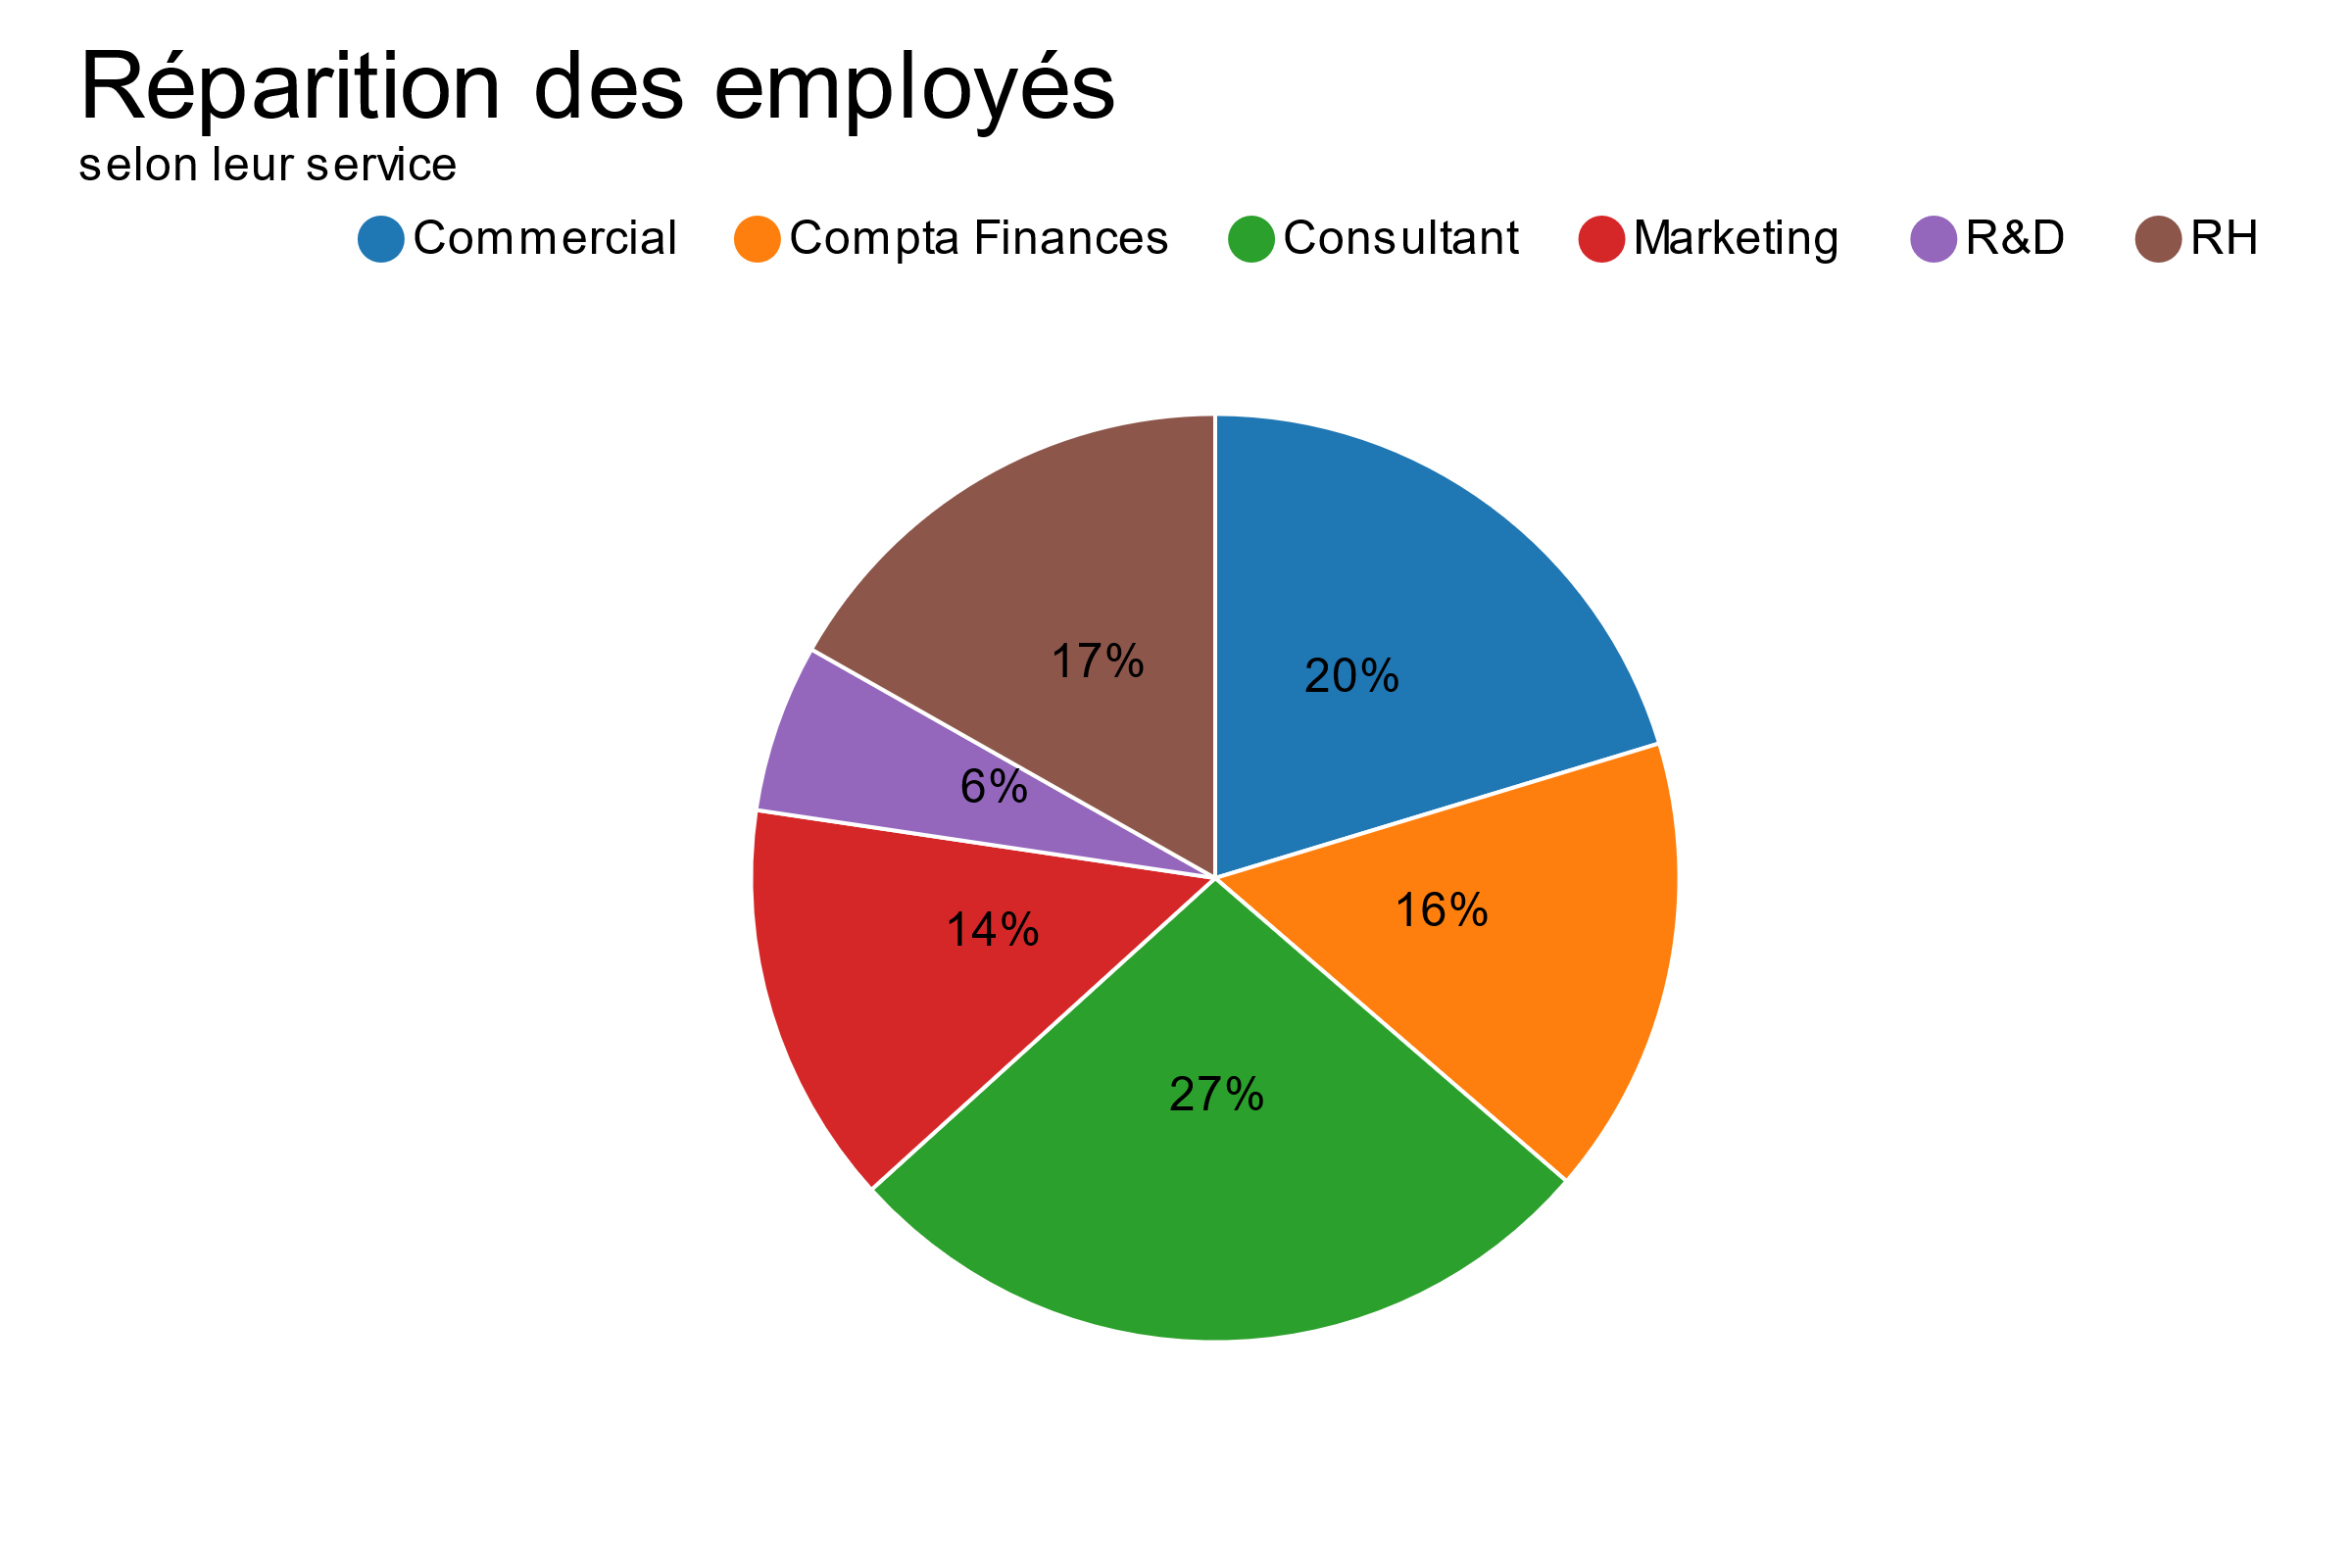 Réparition des employés
selon leur service
Commercial Compta Finances Consultant Marketing R&D RH
17%
20%
6%
16%
14%
27%